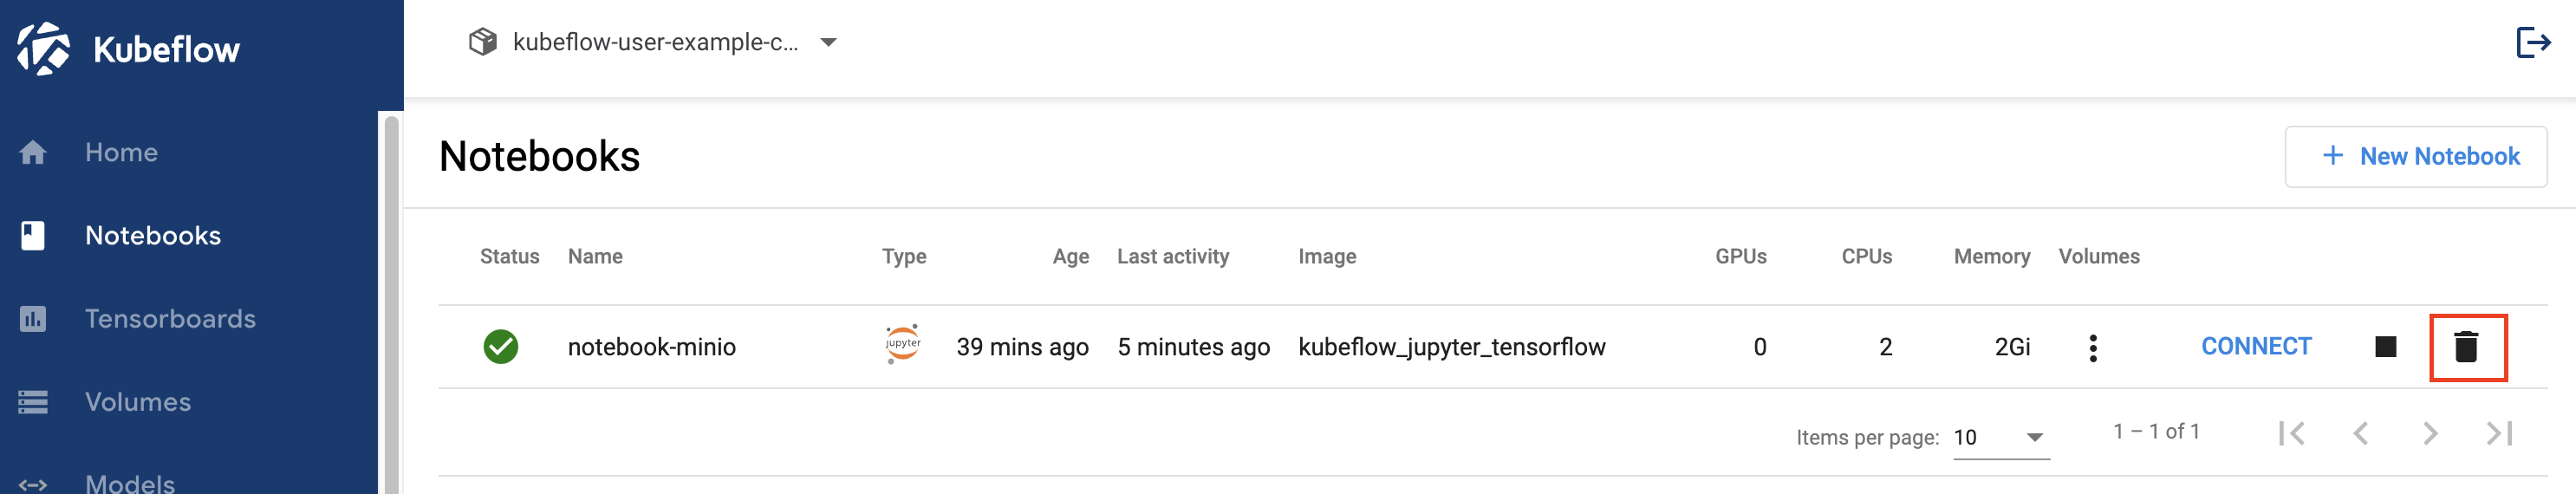 Kubeflow
kubeflow-user-example-c...
Home
Notebooks
Tensorboards
Volumes
Models
Notebooks
+ New Notebook
Status Name Type Age Last activity Image GPUs CPUs Memory Volumes
notebook-minio jupyter 39 mins ago 5 minutes ago kubeflow_jupyter_tensorflow 0 2 2Gi CONNECT
Items per page: 10 1 – 1 of 1